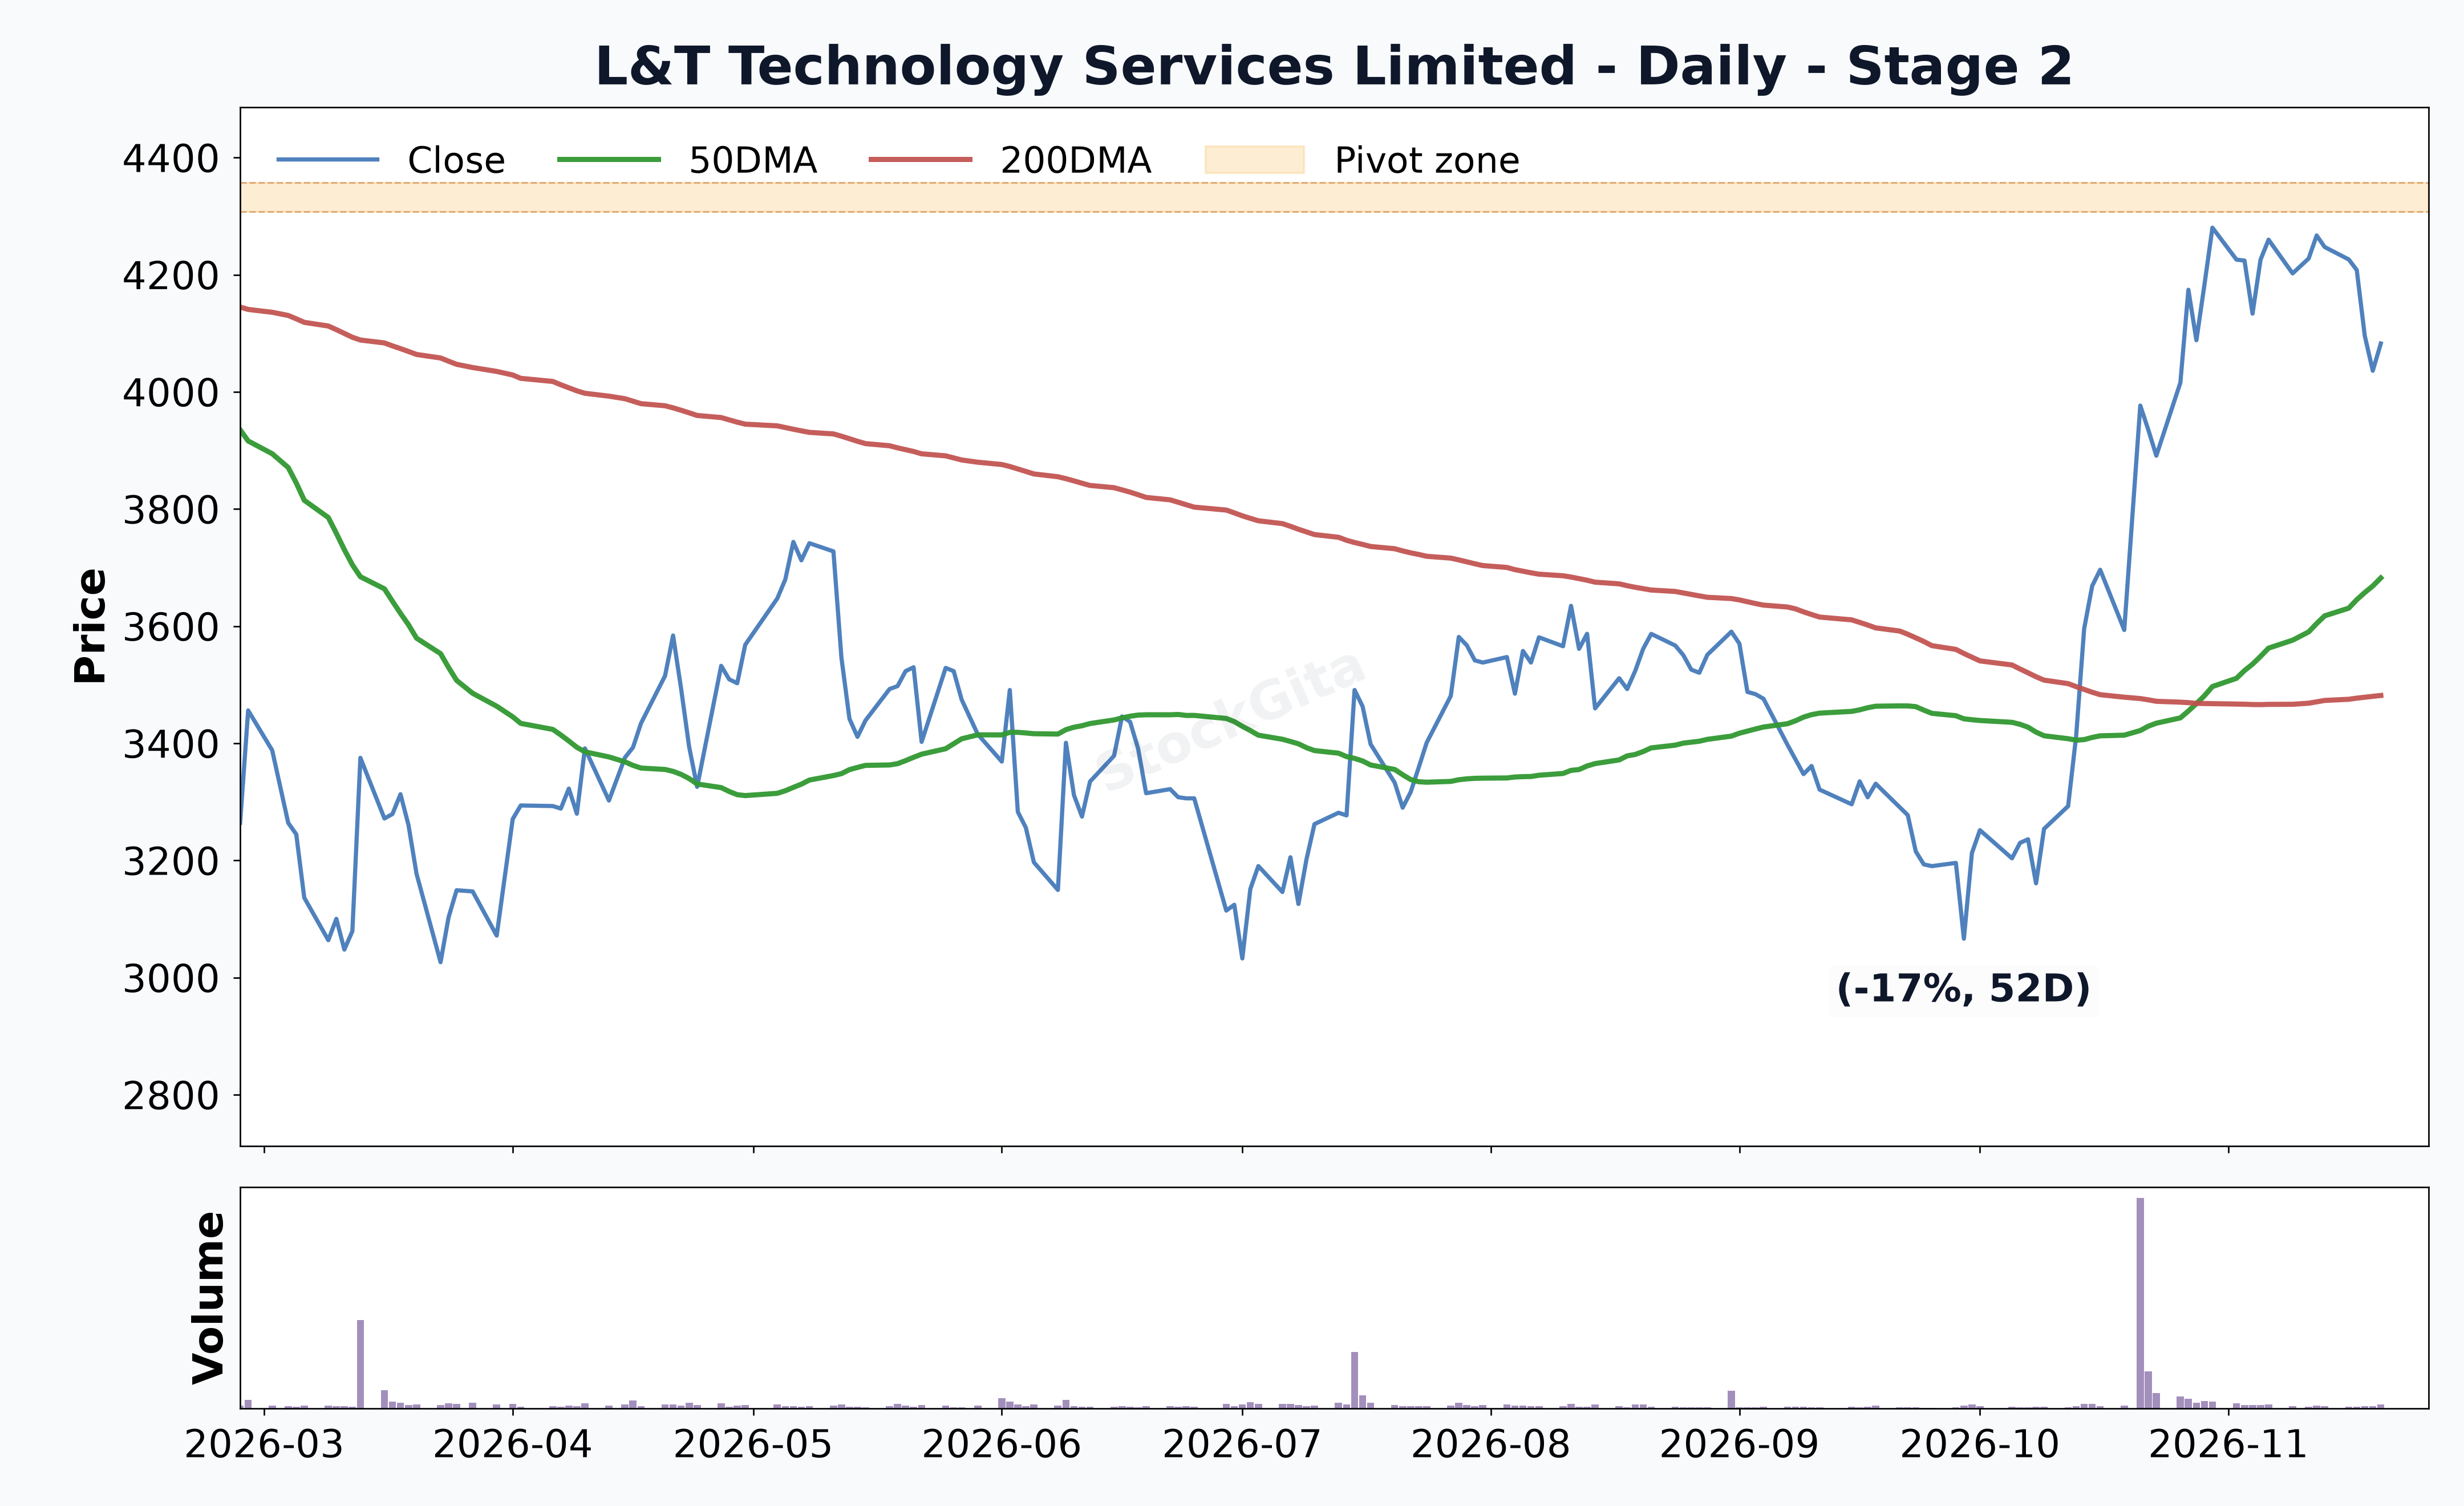 L&T Technology Services Limited - Daily - Stage 2
Close 50DMA 200DMA Pivot zone
4400
4200
4000
3800
3600
3400
3200
3000
2800
Price
StockGita
(-17%, 52D)
Volume
2026-03 2026-04 2026-05 2026-06 2026-07 2026-08 2026-09 2026-10 2026-11